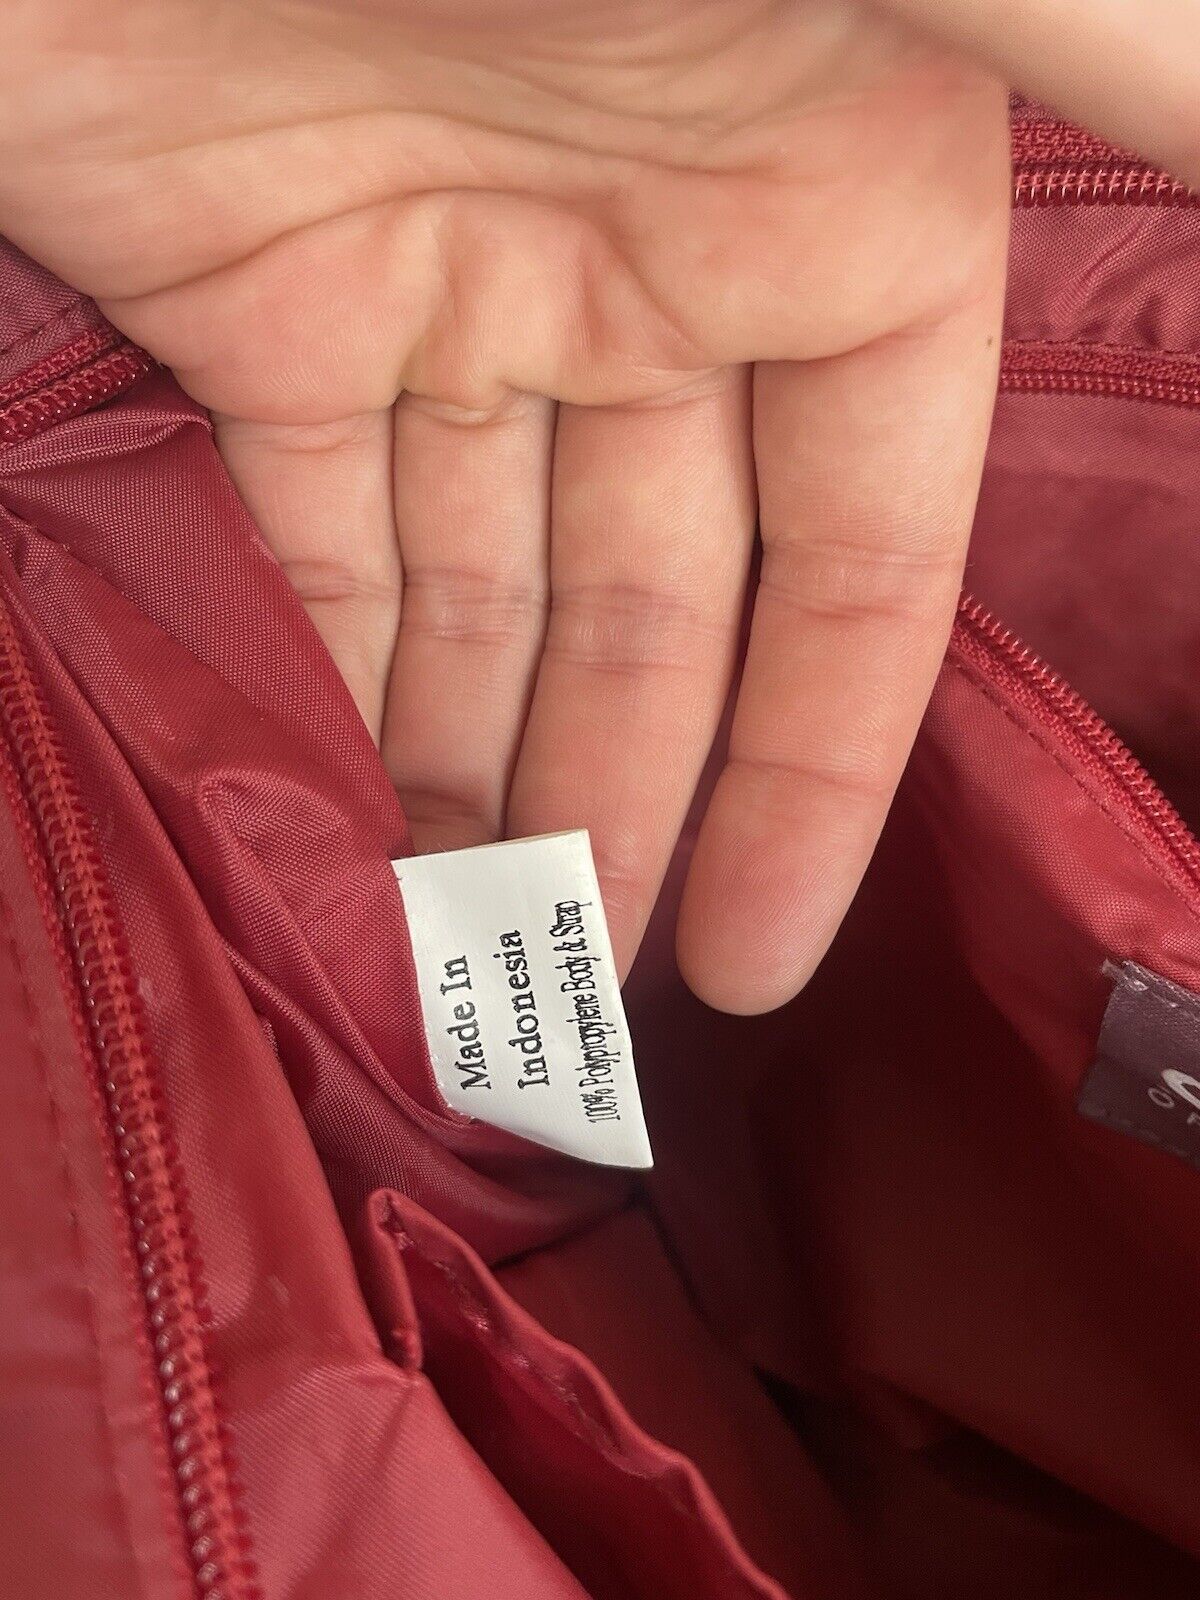 Made In
Indonesia
100% Polypropylene Body & Strap